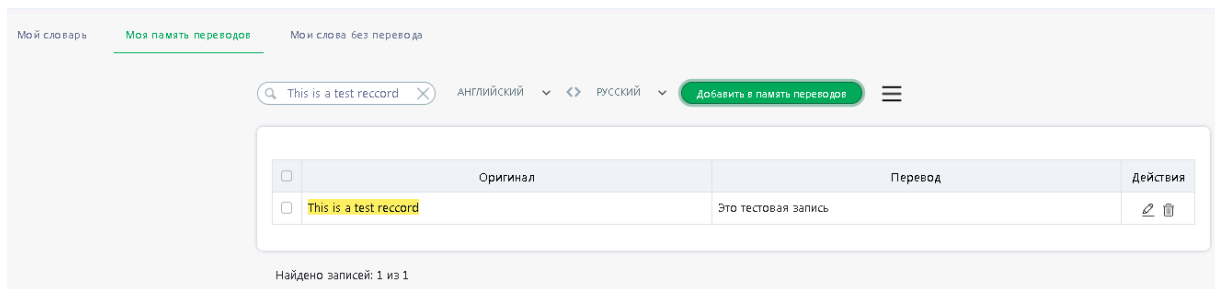 Мой словарь Моя память переводов Мои слова без перевода
This is a test reccord АНГЛИЙСКИЙ РУССКИЙ Добавить в память переводов
Оригинал Перевод Действия
This is a test reccord Это тестовая запись
Найдено записей: 1 из 1